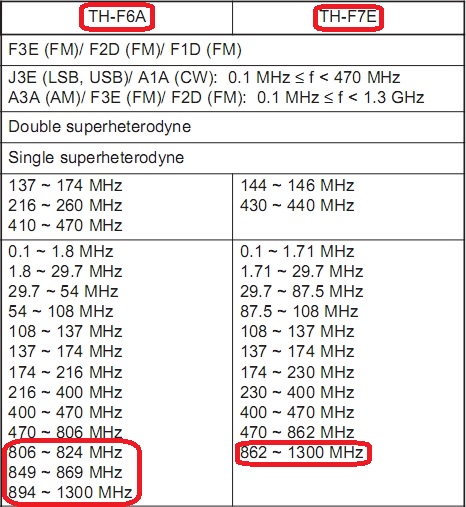 TH-F6A TH-F7E
F3E (FM)/ F2D (FM)/ F1D (FM)
J3E (LSB, USB)/ A1A (CW): 0.1 MHz ≤ f < 470 MHz
A3A (AM)/ F3E (FM)/ F2D (FM): 0.1 MHz ≤ f < 1.3 GHz
Double superheterodyne
Single superheterodyne
137 ~ 174 MHz 144 ~ 146 MHz
216 ~ 260 MHz 430 ~ 440 MHz
410 ~ 470 MHz
0.1 ~ 1.8 MHz 0.1 ~ 1.71 MHz
1.8 ~ 29.7 MHz 1.71 ~ 29.7 MHz
29.7 ~ 54 MHz 29.7 ~ 87.5 MHz
54 ~ 108 MHz 87.5 ~ 108 MHz
108 ~ 137 MHz 108 ~ 137 MHz
137 ~ 174 MHz 137 ~ 174 MHz
174 ~ 216 MHz 174 ~ 230 MHz
216 ~ 400 MHz 230 ~ 400 MHz
400 ~ 470 MHz 400 ~ 470 MHz
470 ~ 806 MHz 470 ~ 862 MHz
806 ~ 824 MHz 862 ~ 1300 MHz
849 ~ 869 MHz
894 ~ 1300 MHz